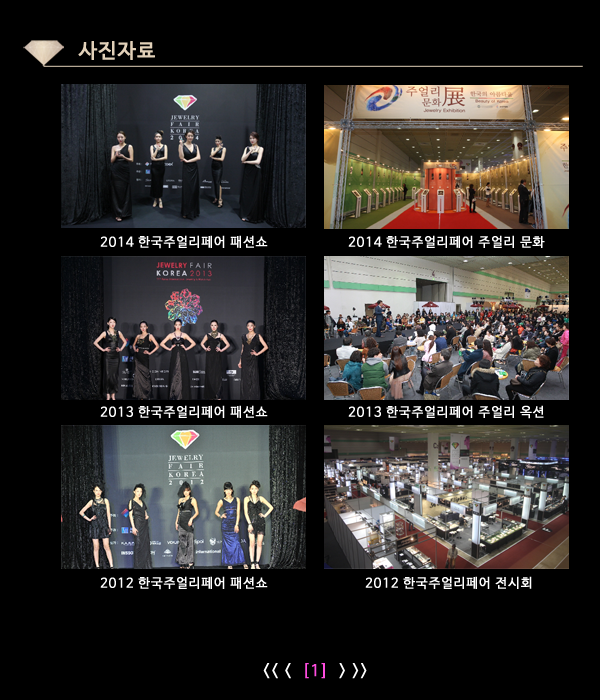 사진자료
JEWELRY
FAIR
KOREA
2014
주얼리
문화
展
Jewelry Exhibition
한국의 아름다움
Beauty of Korea
2014 한국주얼리페어 패션쇼
2014 한국주얼리페어 주얼리 문화
JEWELRY FAIR
KOREA 2013
2013 한국주얼리페어 패션쇼
2013 한국주얼리페어 주얼리 옥션
JEWELRY
FAIR
KOREA
2012
international
2012 한국주얼리페어 패션쇼
2012 한국주얼리페어 전시회
<< < [1] > >>